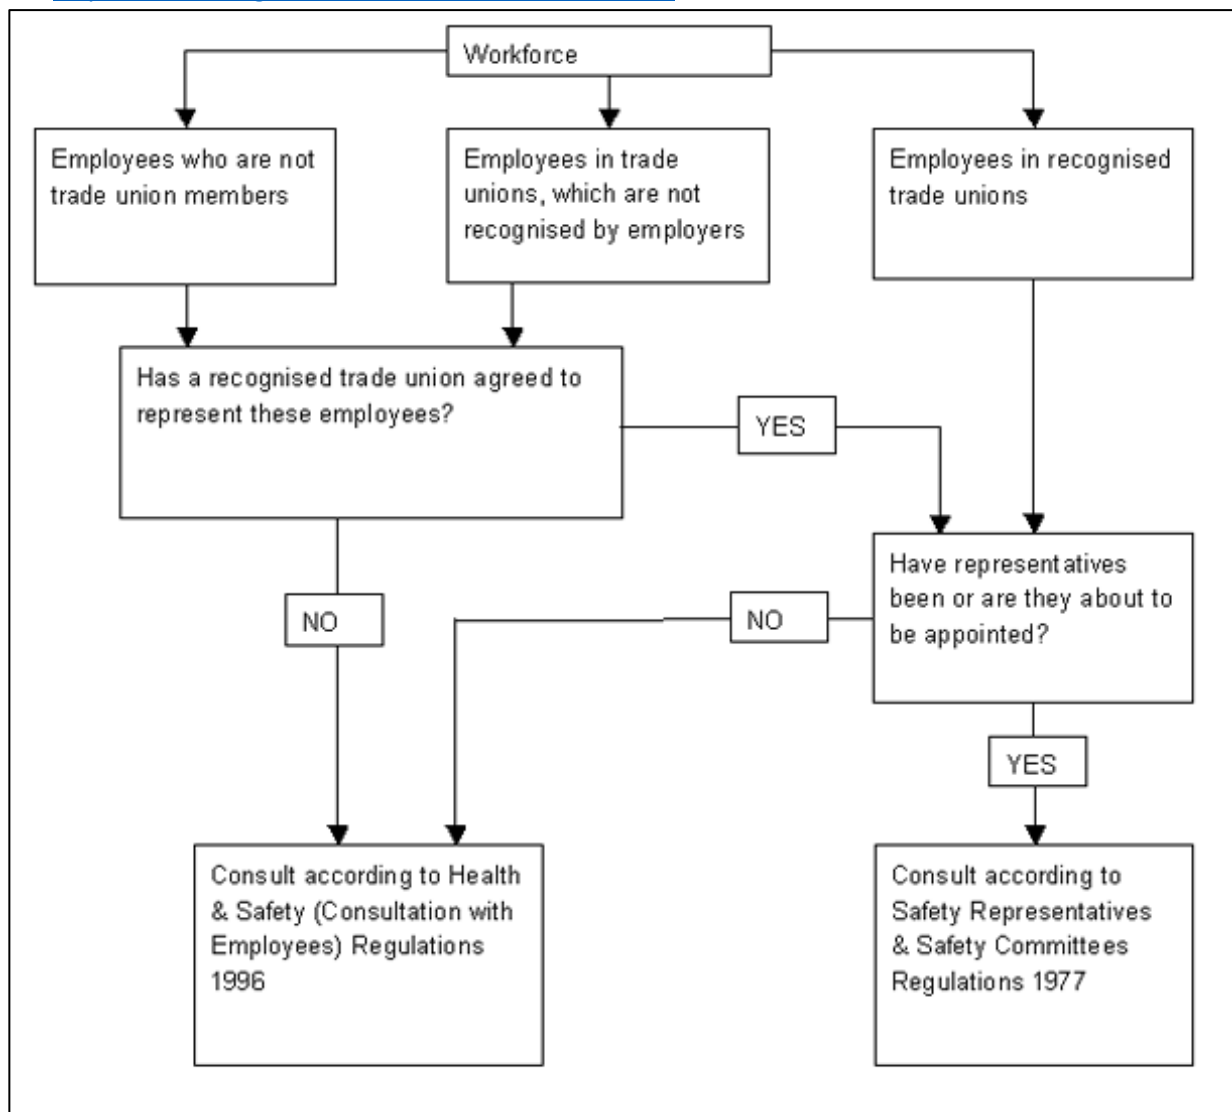 Workforce
Employees who are not
trade union members
Employees in trade
unions, which are not
recognised by employers
Employees in recognised
trade unions
Has a recognised trade union agreed to
represent these employees?
YES
Have representatives
been or are they about to
be appointed?
NO
NO
YES
Consult according to Health
& Safety (Consultation with
Employees) Regulations
1996
Consult according to
Safety Representatives
& Safety Committees
Regulations 1977